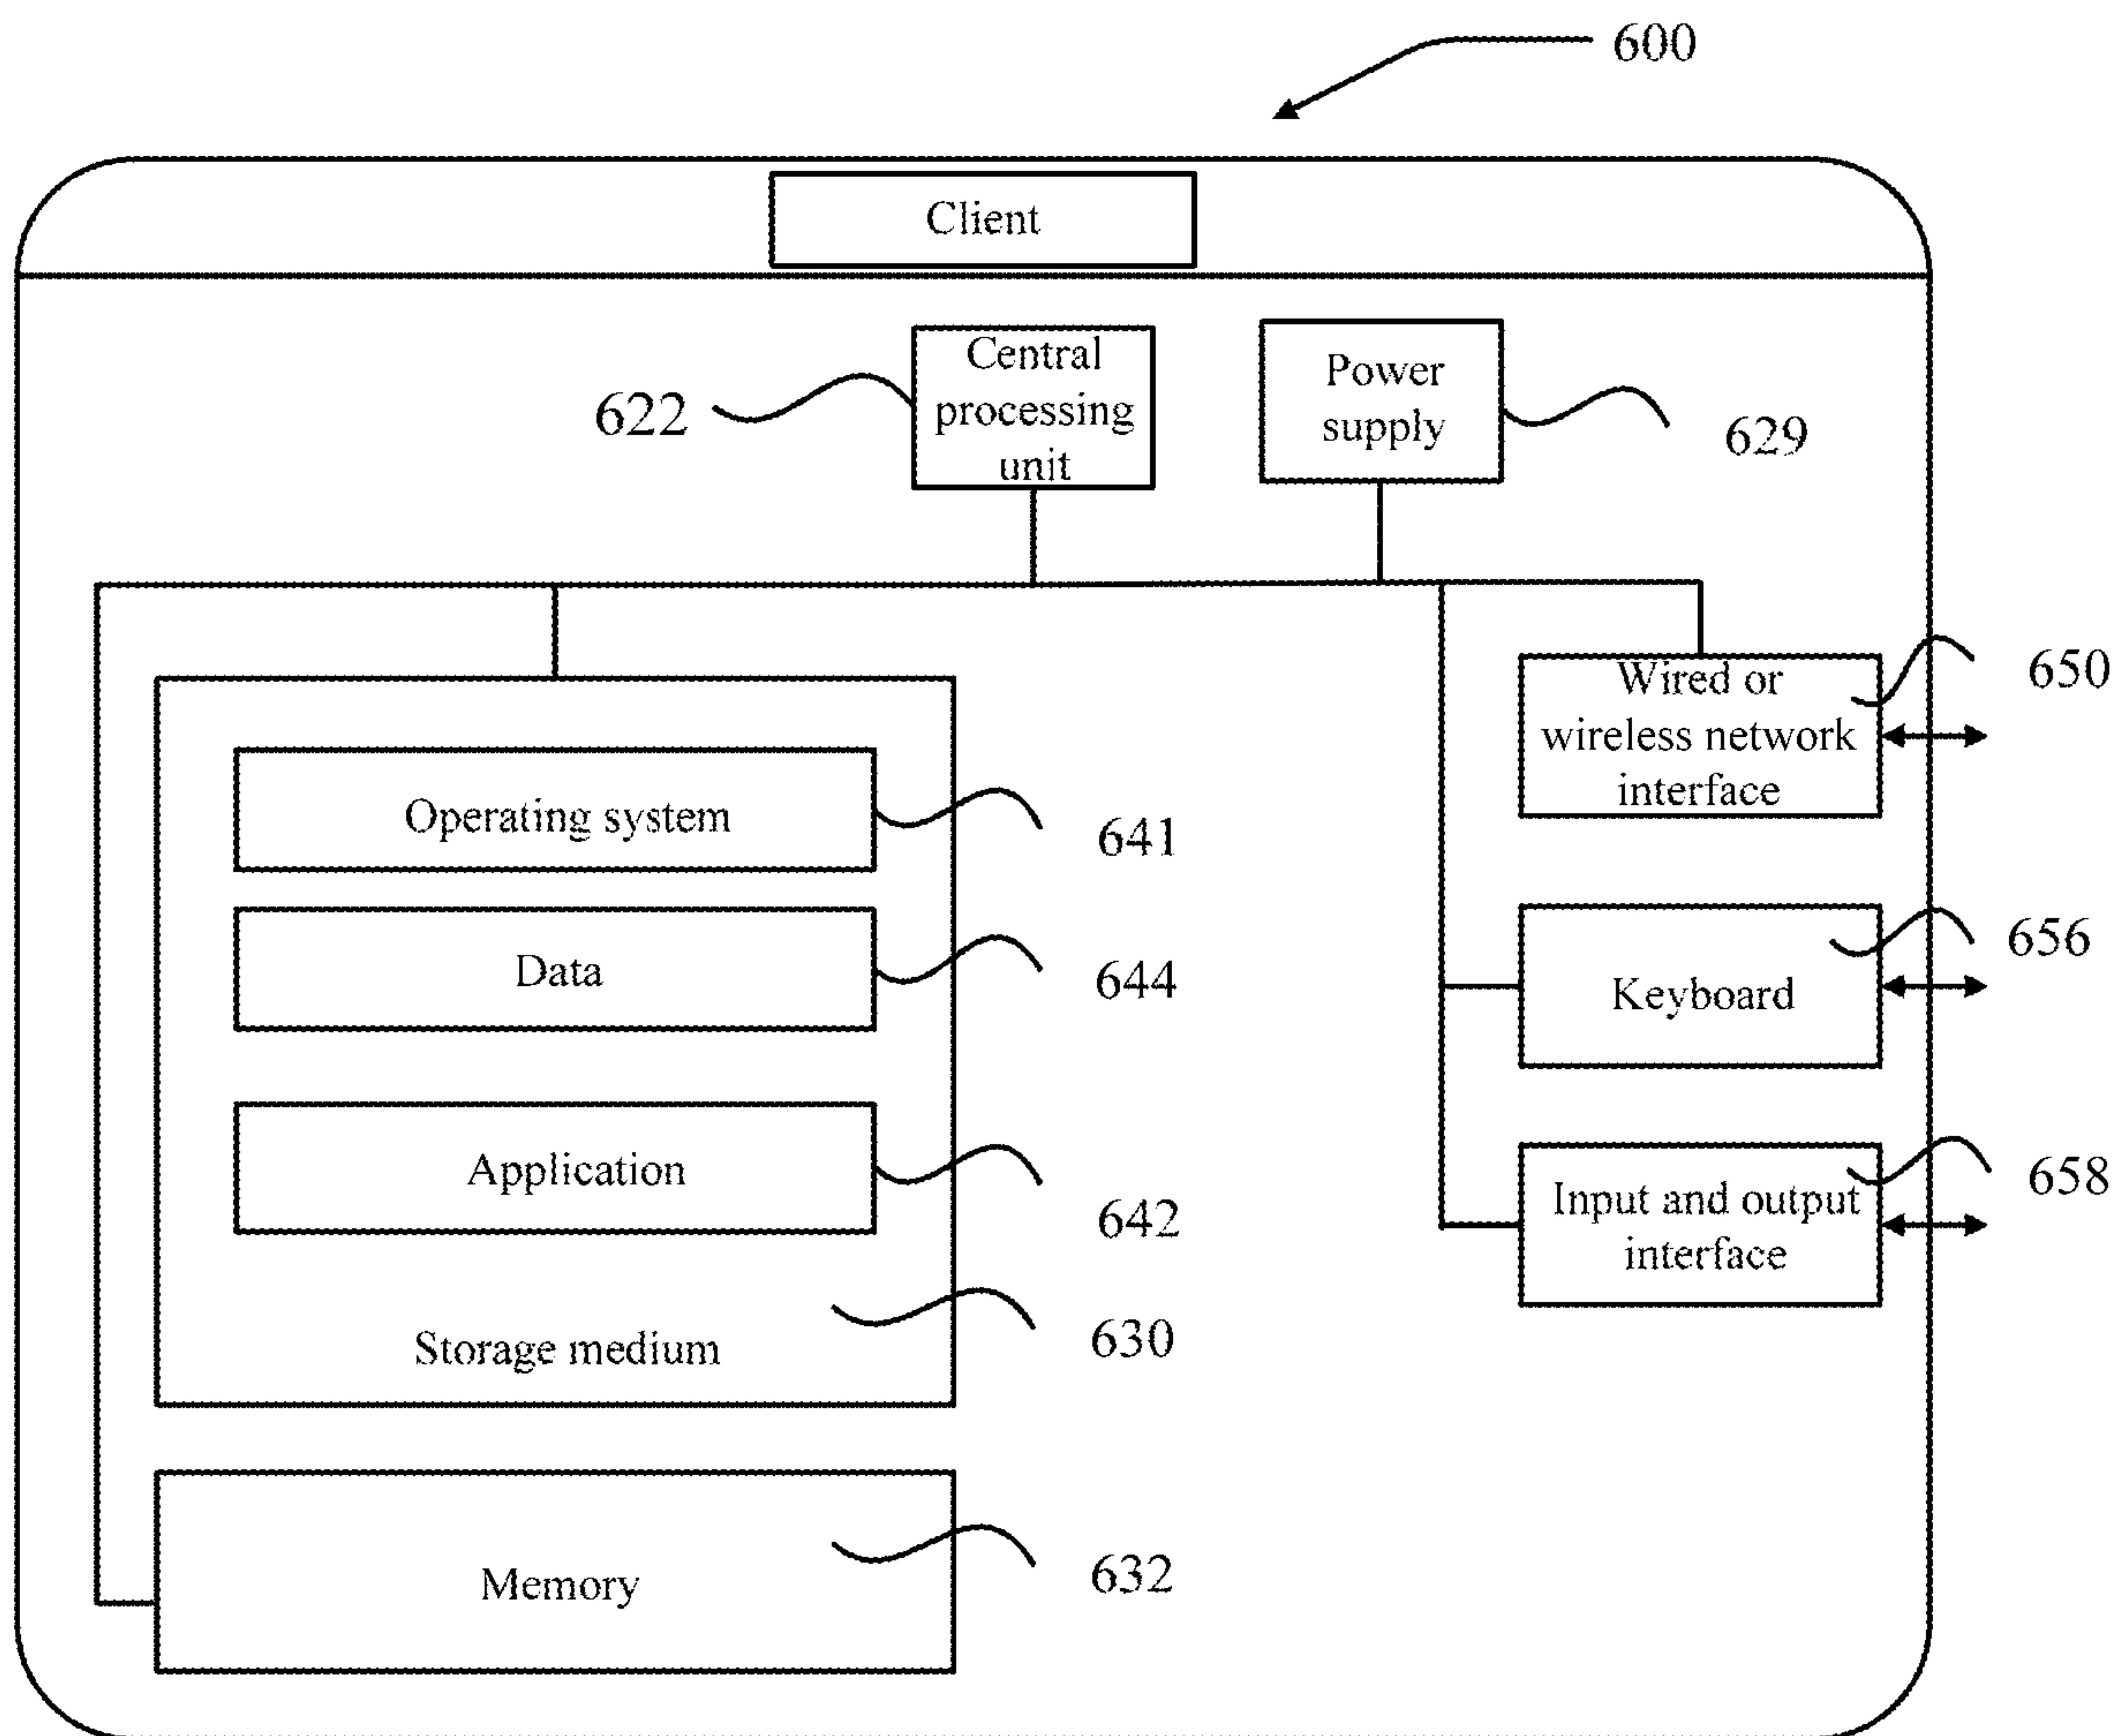 600
Client
Central
processing
unit
622
Power
supply
629
Wired or
wireless network
interface
650
Operating system
641
Data
644
Keyboard
656
Application
642
Input and output
interface
658
Storage medium
630
Memory
632